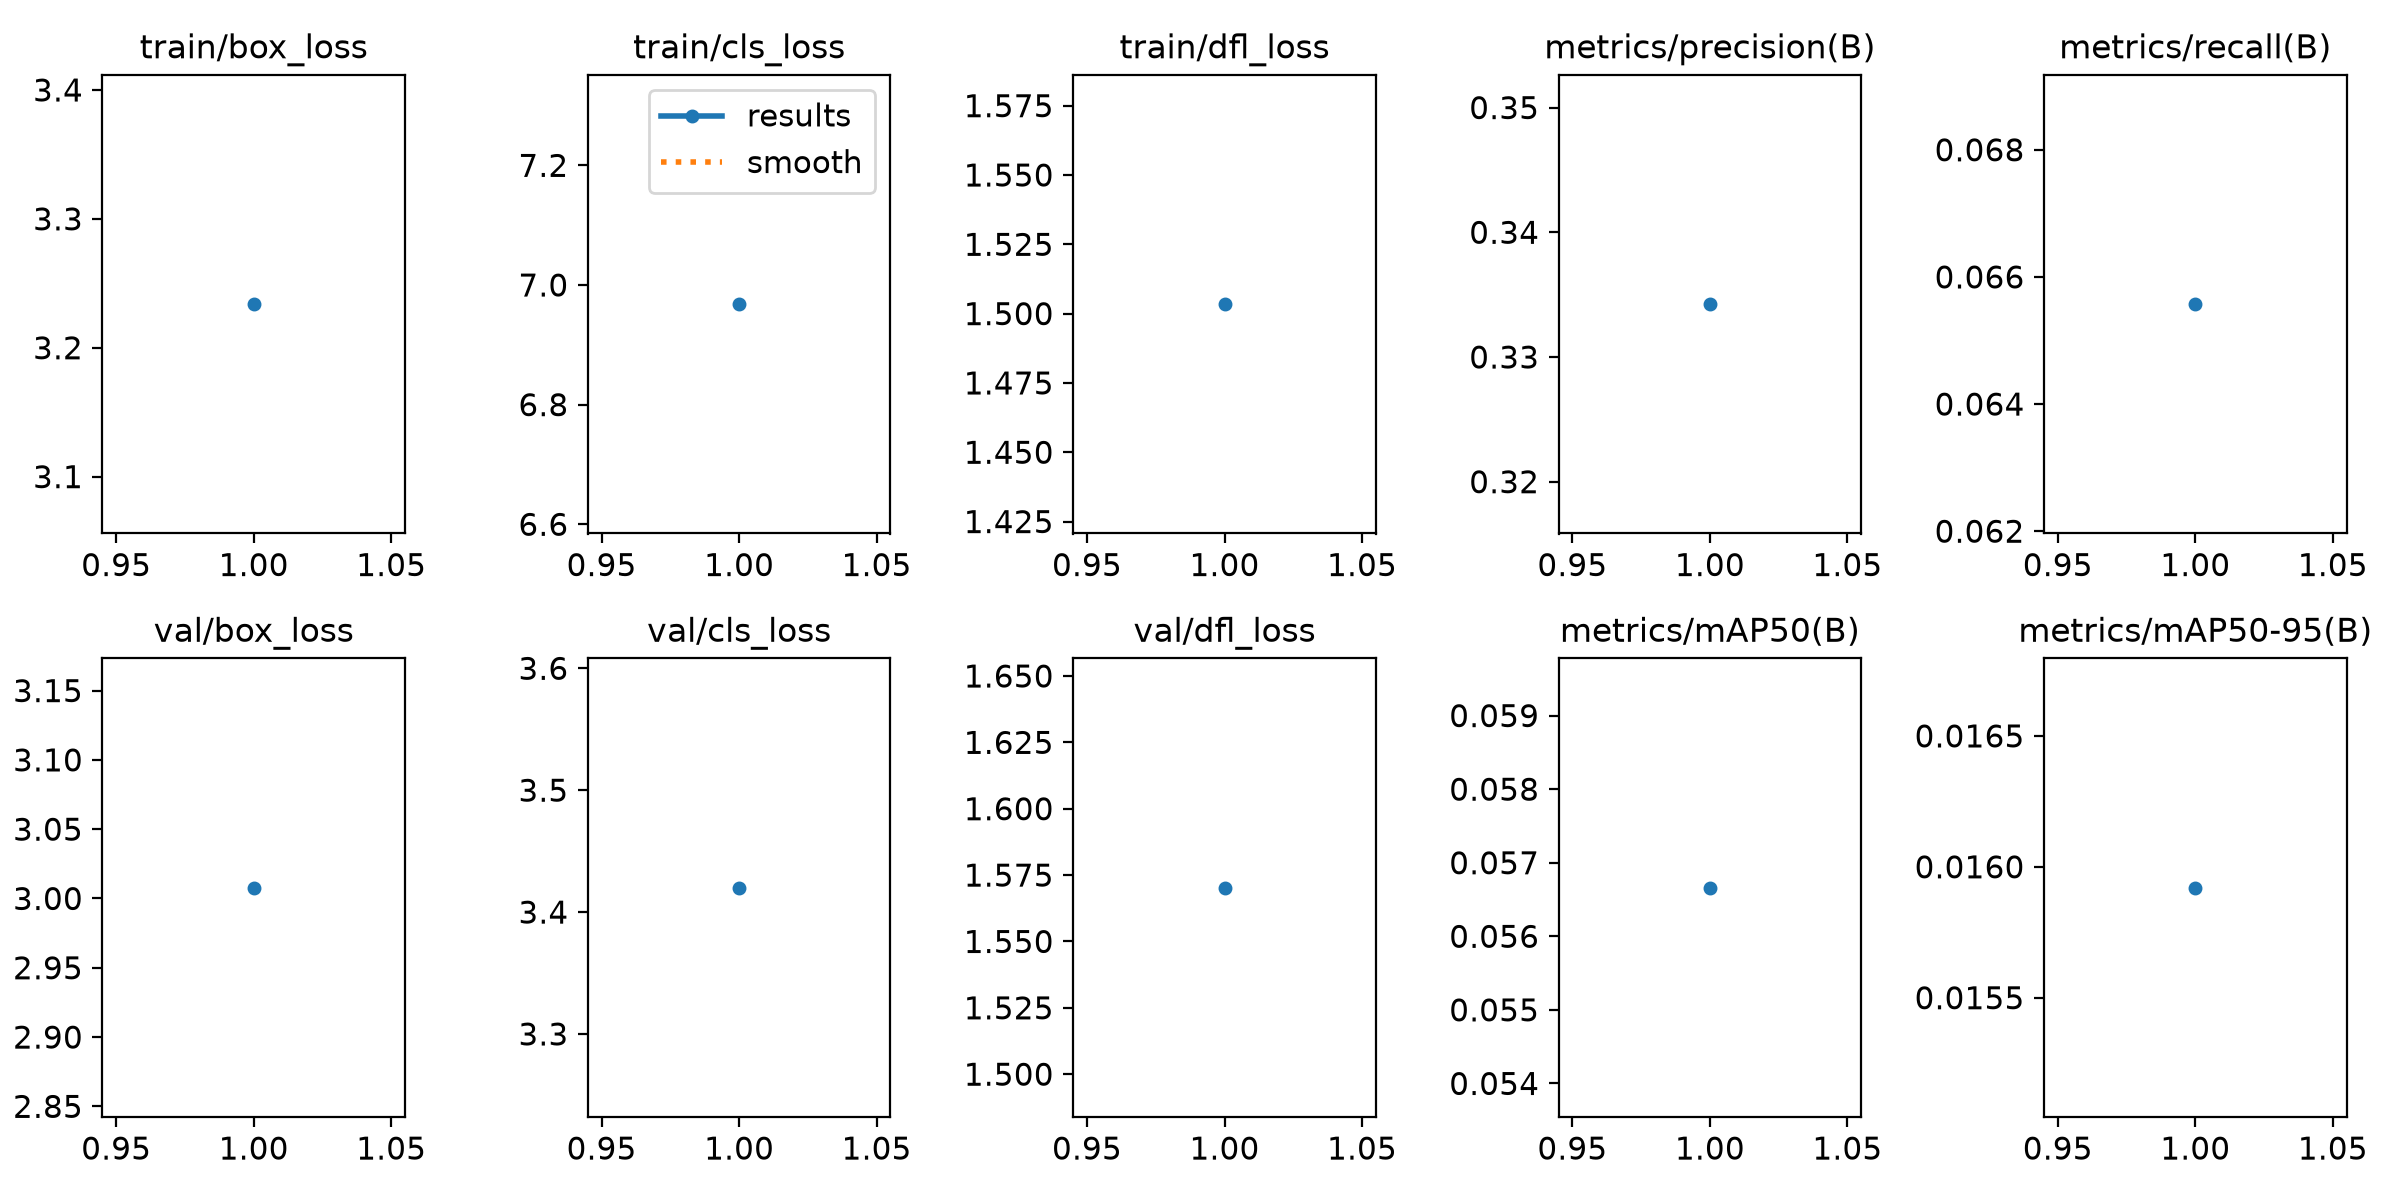 train/box_loss
3.4
3.3
3.2
3.1
0.95 1.00 1.05
train/cls_loss
results
smooth
7.2
7.0
6.8
6.6
0.95 1.00 1.05
train/dfl_loss
1.575
1.550
1.525
1.500
1.475
1.450
1.425
0.95 1.00 1.05
metrics/precision(B)
0.35
0.34
0.33
0.32
0.95 1.00 1.05
metrics/recall(B)
0.068
0.066
0.064
0.062
0.95 1.00 1.05
val/box_loss
3.15
3.10
3.05
3.00
2.95
2.90
2.85
0.95 1.00 1.05
val/cls_loss
3.6
3.5
3.4
3.3
0.95 1.00 1.05
val/dfl_loss
1.650
1.625
1.600
1.575
1.550
1.525
1.500
0.95 1.00 1.05
metrics/mAP50(B)
0.059
0.058
0.057
0.056
0.055
0.054
0.95 1.00 1.05
metrics/mAP50-95(B)
0.0165
0.0160
0.0155
0.95 1.00 1.05